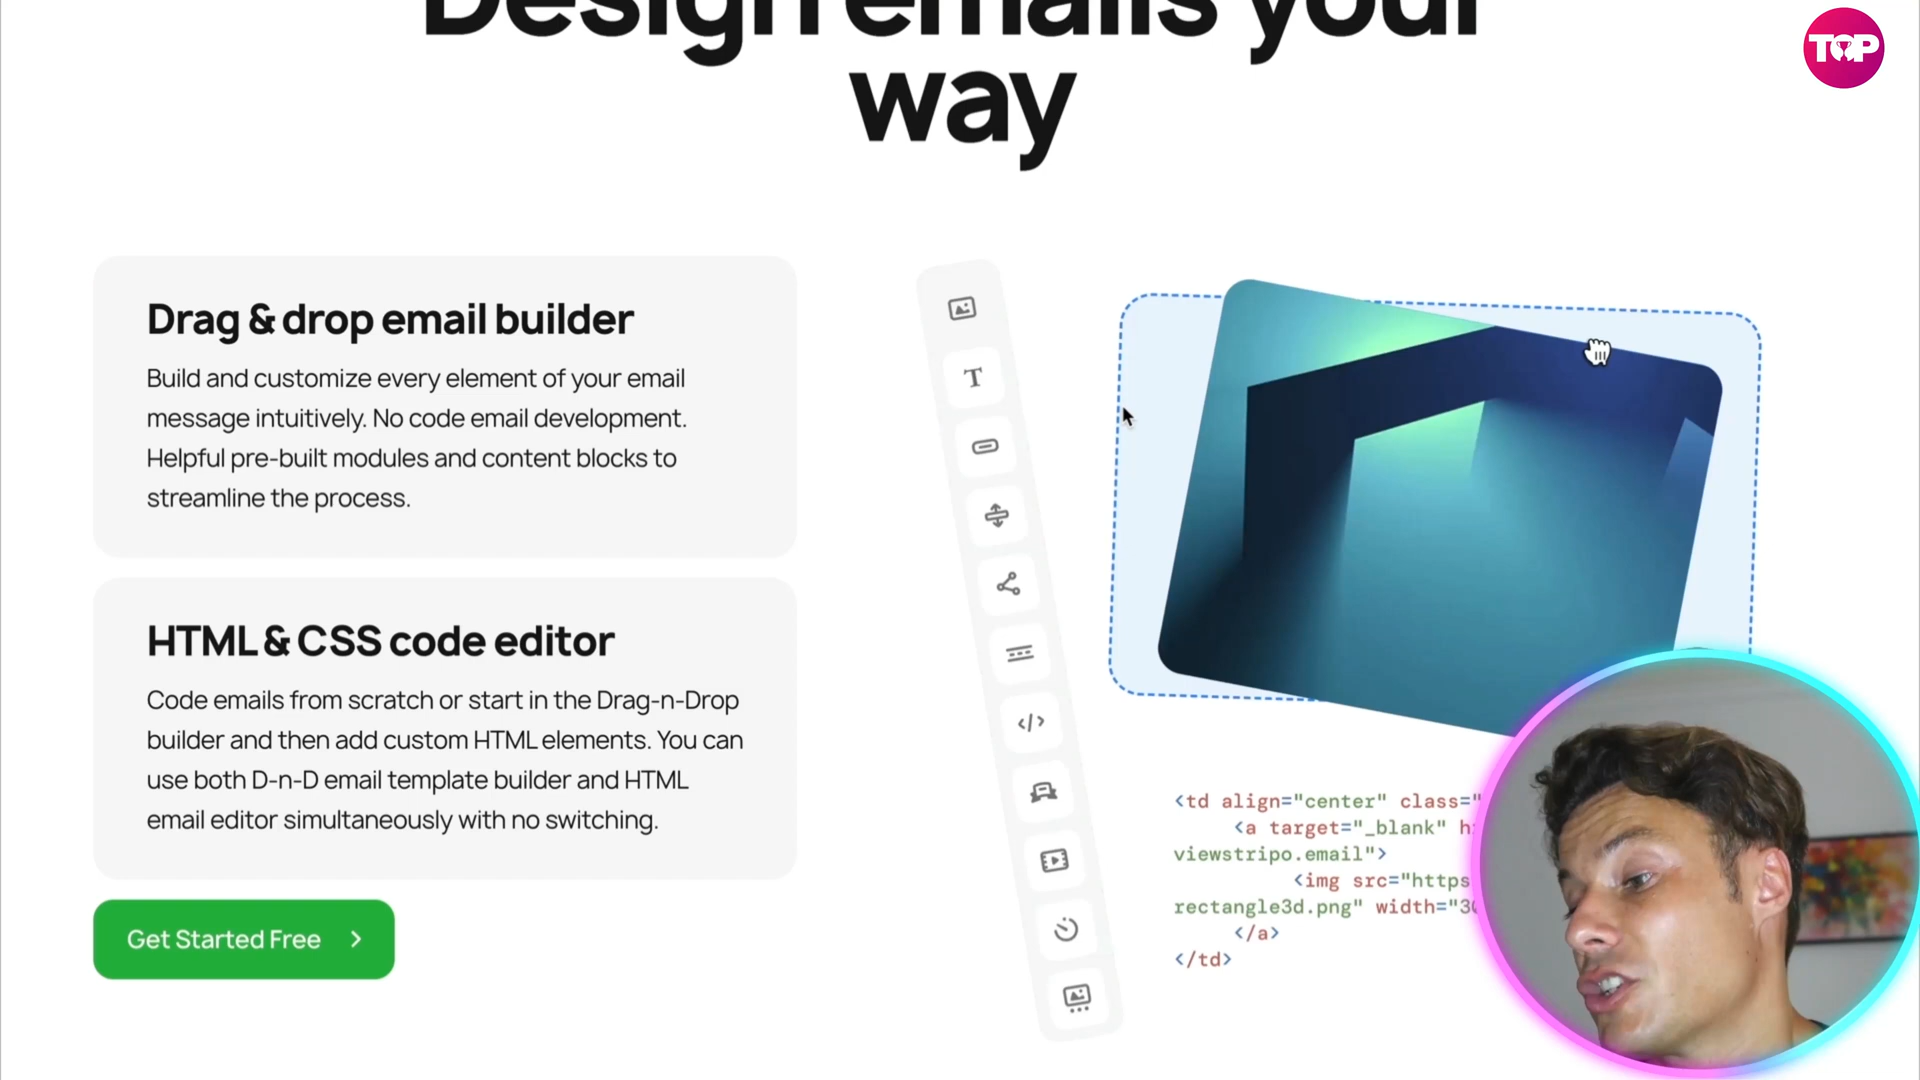 Design emails your
way
TOP
Drag & drop email builder
Build and customize every element of your email
message intuitively. No code email development.
Helpful pre-built modules and content blocks to
streamline the process.
HTML & CSS code editor
Code emails from scratch or start in the Drag-n-Drop
builder and then add custom HTML elements. You can
use both D-n-D email template builder and HTML
email editor simultaneously with no switching.
Get Started Free
T
</>
<td align="center" class="
<a target="_blank" h
viewstripo.email">
<img src="https
rectangle3d.png" width="30
</a>
</td>